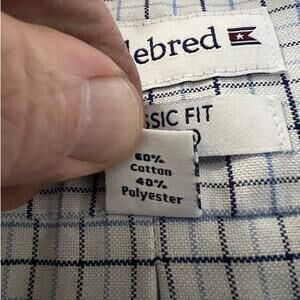 lebred
SSIC FIT
60%
Cotton
40%
Polyester